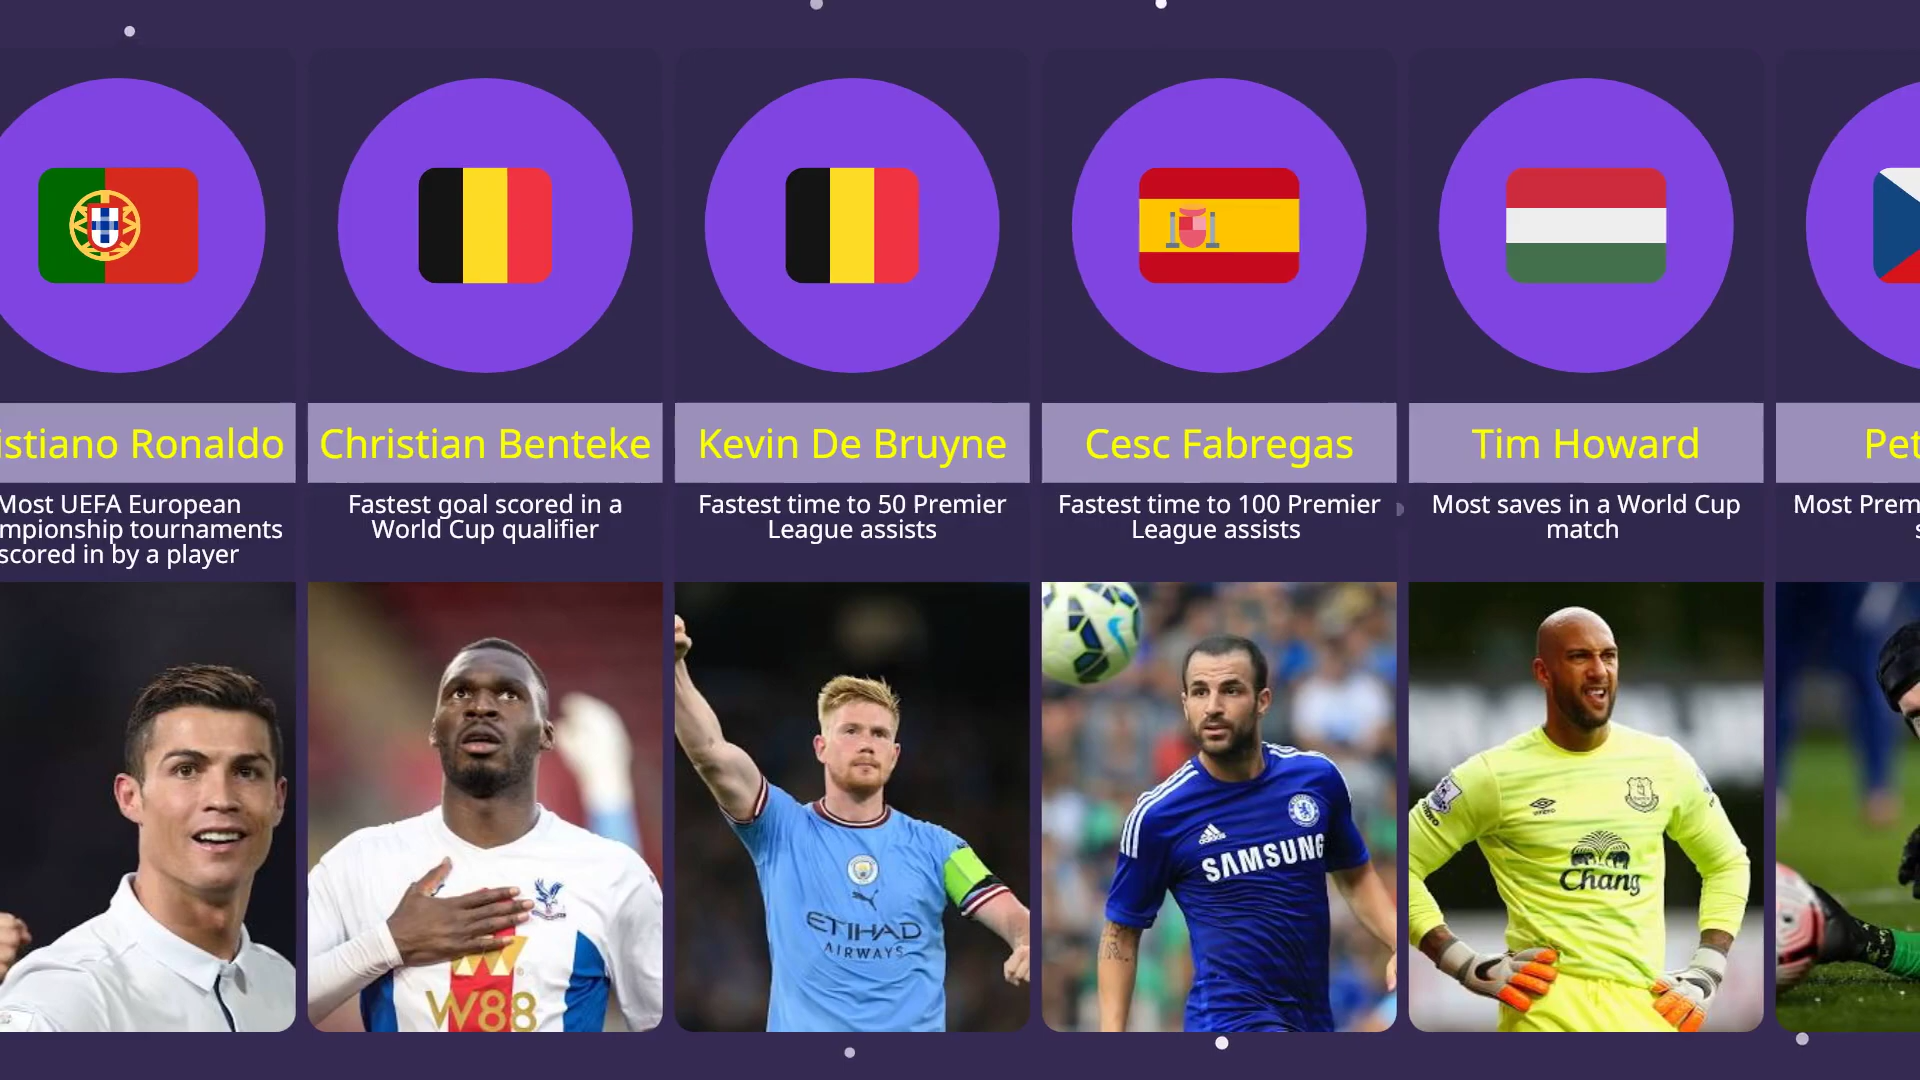 istiano Ronaldo
Most UEFA European
mpionship tournaments
scored in by a player
Christian Benteke
Fastest goal scored in a
World Cup qualifier
W88
Kevin De Bruyne
Fastest time to 50 Premier
League assists
ETIHAD
AIRWAYS
Cesc Fabregas
Fastest time to 100 Premier
League assists
SAMSUNG
Tim Howard
Most saves in a World Cup
match
Chang
Pet
Most Prem
s